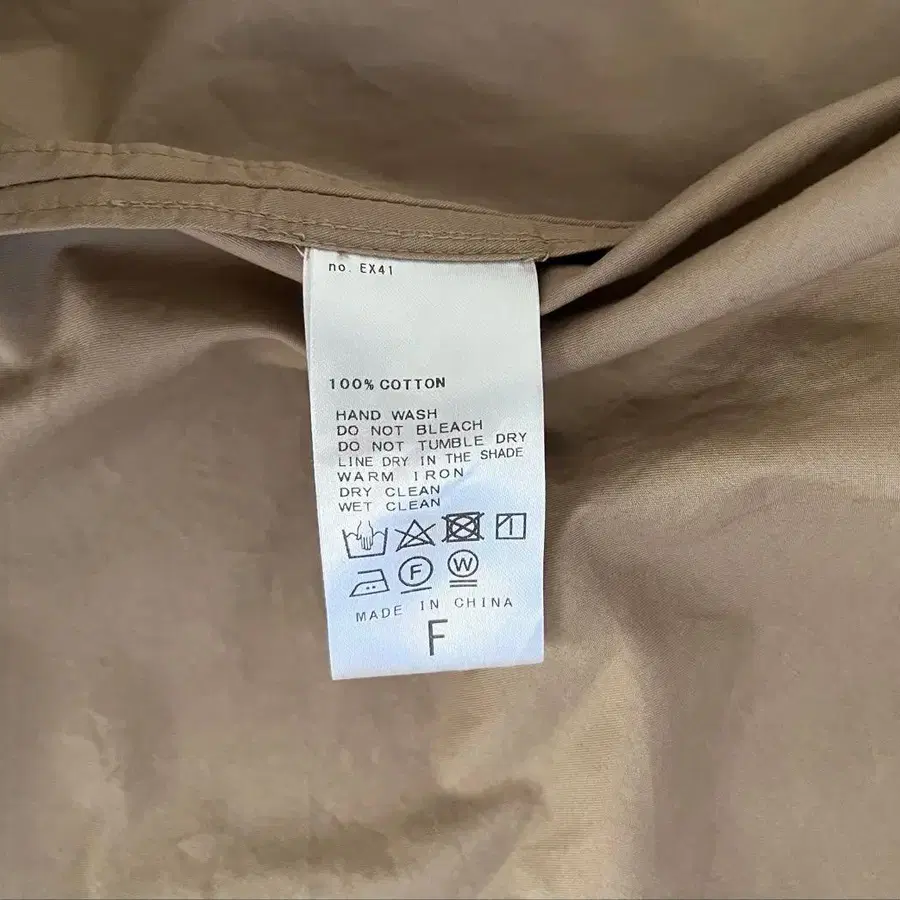 no. EX41
100% COTTON
HAND WASH
DO NOT BLEACH
DO NOT TUMBLE DRY
LINE DRY IN THE SHADE
WARM IRON
DRY CLEAN
WET CLEAN
F W
MADE IN CHINA
F